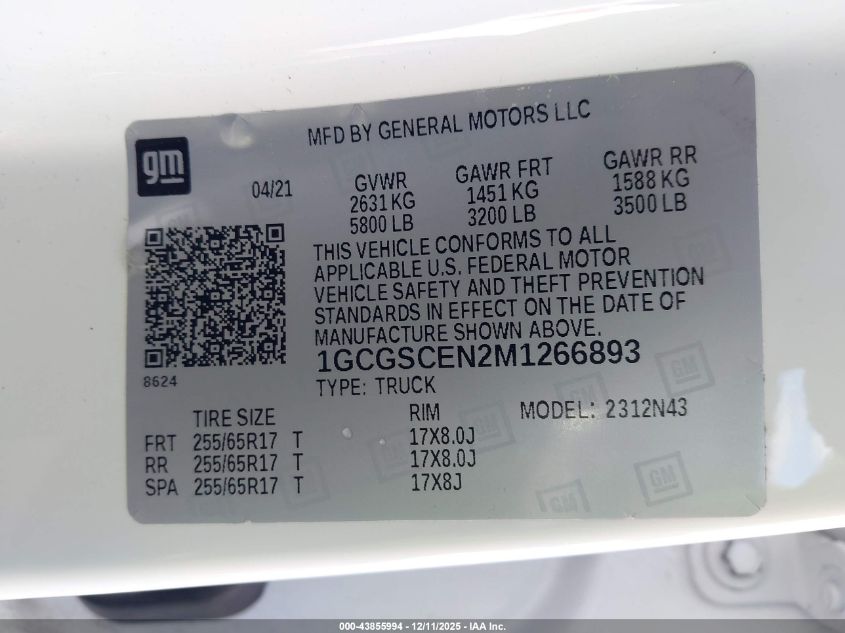 MFD BY GENERAL MOTORS LLC
gm
04/21
GVWR GAWR FRT GAWR RR
2631 KG 1451 KG 1588 KG
5800 LB 3200 LB 3500 LB
THIS VEHICLE CONFORMS TO ALL
APPLICABLE U.S. FEDERAL MOTOR
VEHICLE SAFETY AND THEFT PREVENTION
STANDARDS IN EFFECT ON THE DATE OF
MANUFACTURE SHOWN ABOVE.
1GCGSCEN2M1266893
8624
TYPE: TRUCK
TIRE SIZE RIM MODEL: 2312N43
FRT 255/65R17 T 17X8.0J
RR 255/65R17 T 17X8.0J
SPA 255/65R17 T 17X8J
GM
GM
GM
000-43855994 - 12/11/2025 - IAA Inc.